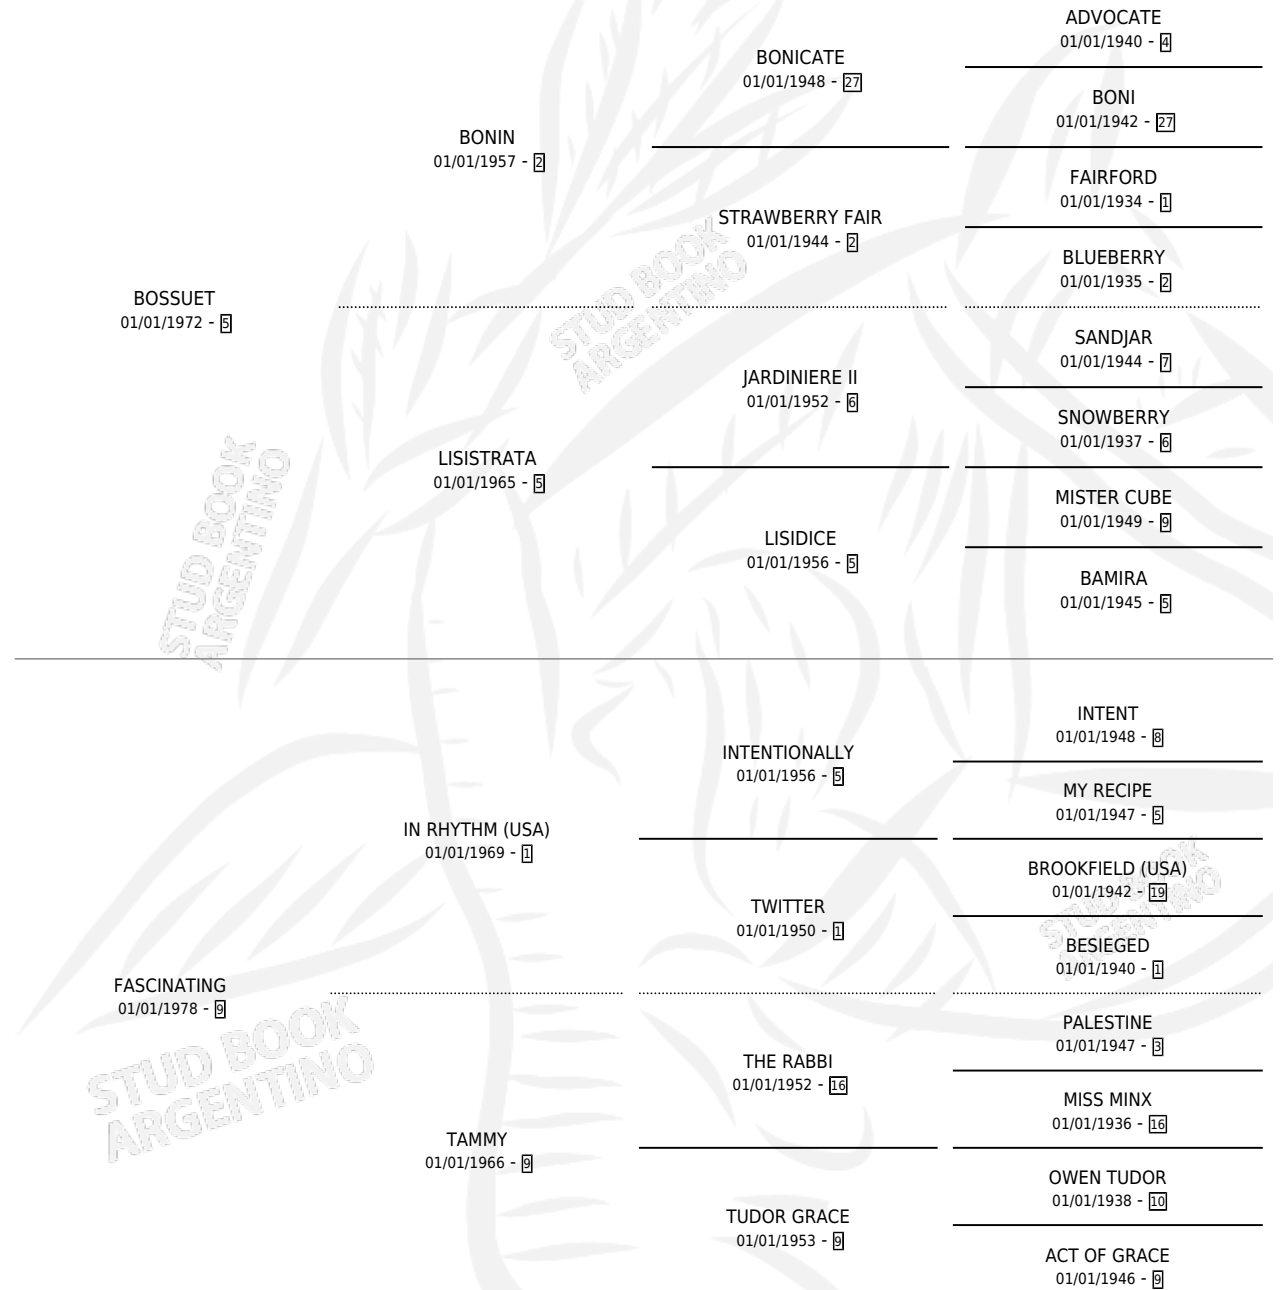 ADVOCATE
01/01/1940 - 4
BONICATE
01/01/1948 - 27
BONI
01/01/1942 - 27
BONIN
01/01/1957 - 2
FAIRFORD
01/01/1934 - 1
STRAWBERRY FAIR
01/01/1944 - 2
BLUEBERRY
01/01/1935 - 2
BOSSUET
01/01/1972 - 5
SANDJAR
01/01/1944 - 7
JARDINIERE II
01/01/1952 - 6
SNOWBERRY
01/01/1937 - 6
LISISTRATA
01/01/1965 - 5
MISTER CUBE
01/01/1949 - 9
LISIDICE
01/01/1956 - 5
BAMIRA
01/01/1945 - 5
INTENT
01/01/1948 - 8
INTENTIONALLY
01/01/1956 - 5
MY RECIPE
01/01/1947 - 5
IN RHYTHM (USA)
01/01/1969 - 1
BROOKFIELD (USA)
01/01/1942 - 19
TWITTER
01/01/1950 - 1
BESIEGED
01/01/1940 - 1
FASCINATING
01/01/1978 - 9
PALESTINE
01/01/1947 - 3
THE RABBI
01/01/1952 - 16
MISS MINX
01/01/1936 - 16
TAMMY
01/01/1966 - 9
OWEN TUDOR
01/01/1938 - 10
TUDOR GRACE
01/01/1953 - 9
ACT OF GRACE
01/01/1946 - 9
STUD BOOK
ARGENTINO
STUD BOOK
ARGENTINO
STUD BOOK
ARGENTINO
STUD BOOK
ARGENTINO